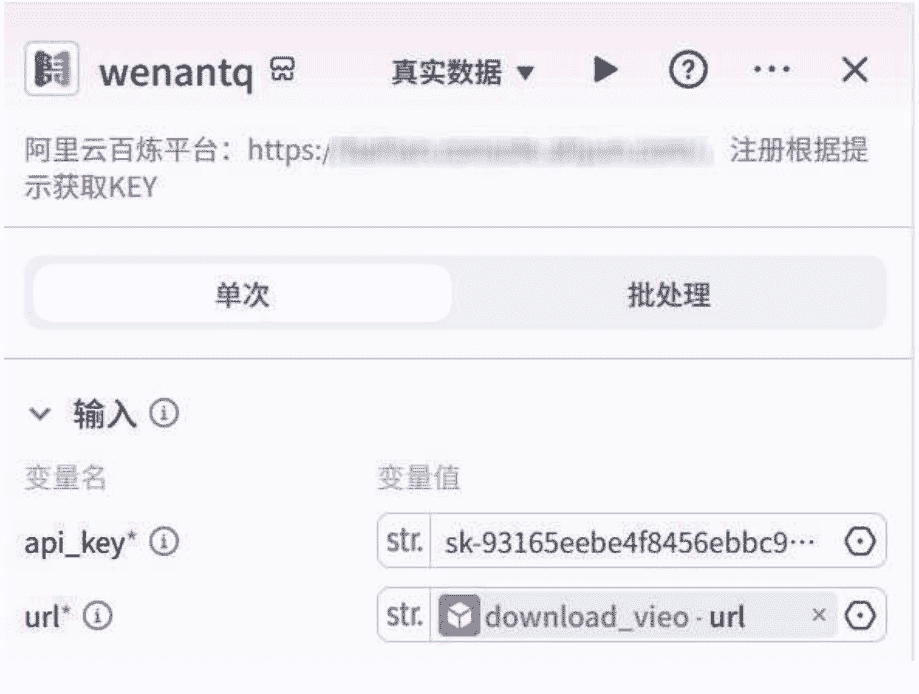 wenantq 真实数据
阿里云百炼平台：https:/ 注册根据提
示获取KEY
单次 批处理
输入
变量名 变量值
api_key* str. sk-93165eebe4f8456ebbc9···
url* str. download_vieo · url